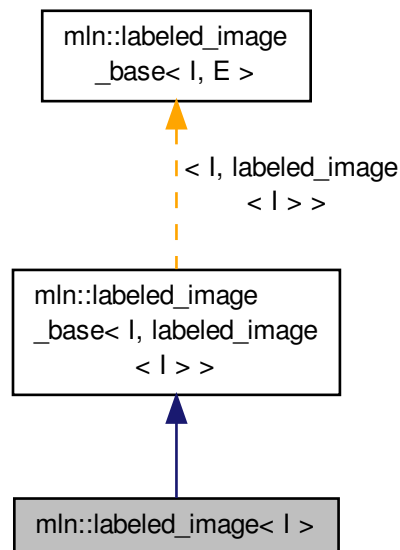 mln::labeled_image
_base< I, E >
< I, labeled_image
< I > >
mln::labeled_image
_base< I, labeled_image
< I > >
mln::labeled_image< I >